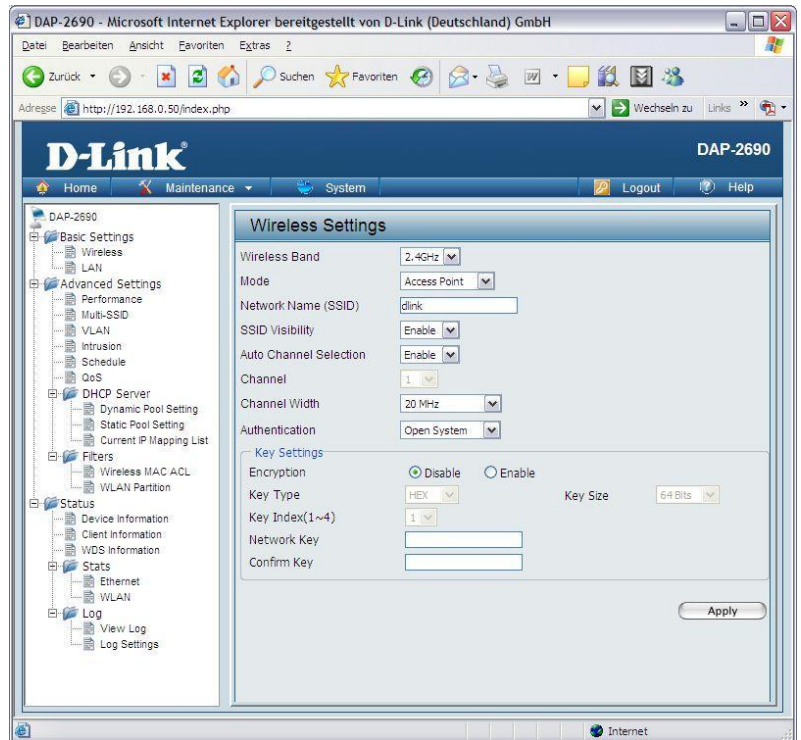 DAP-2690 - Microsoft Internet Explorer bereitgestellt von D-Link (Deutschland) GmbH
Datei Bearbeiten Ansicht Favoriten Extras ?
Zurück Suchen Favoriten
Adresse http://192.168.0.50/index.php Wechseln zu Links »
D-Link®
DAP-2690
Home Maintenance System Logout Help
DAP-2690
Basic Settings
Wireless
LAN
Advanced Settings
Performance
Multi-SSID
VLAN
Intrusion
Schedule
QoS
DHCP Server
Dynamic Pool Setting
Static Pool Setting
Current IP Mapping List
Filters
Wireless MAC ACL
WLAN Partition
Status
Device Information
Client Information
WDS Information
Stats
Ethernet
WLAN
Log
View Log
Log Settings
Wireless Settings
Wireless Band 2.4GHz
Mode Access Point
Network Name (SSID) dlink
SSID Visibility Enable
Auto Channel Selection Enable
Channel 1
Channel Width 20 MHz
Authentication Open System
Key Settings
Encryption Disable Enable
Key Type HEX Key Size 64 Bits
Key Index(1~4) 1
Network Key
Confirm Key
Apply
Internet